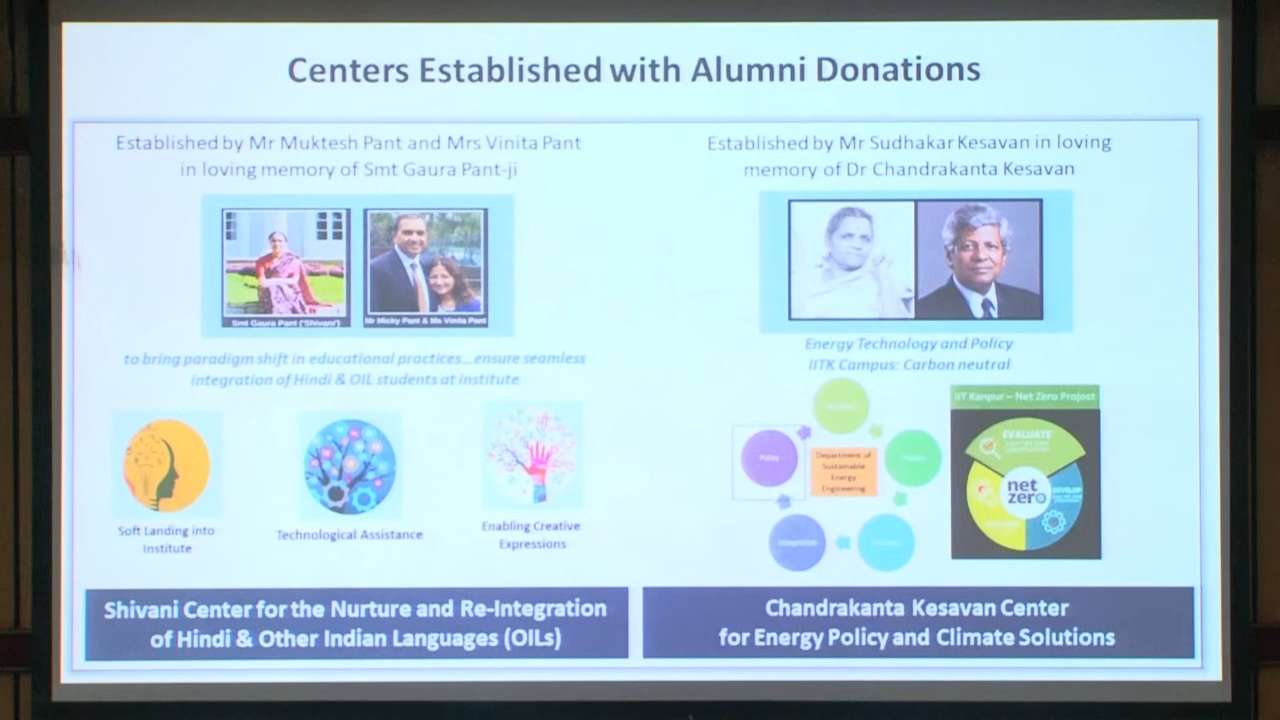 Centers Established with Alumni Donations
Established by Mr Muktesh Pant and Mrs Vinita Pant
in loving memory of Smt Gaura Pant-ji
Smt Gaura Pant ('Shivani')
Mr Micky Pant & Ms Vinita Pant
to bring paradigm shift in educational practices...ensure seamless
integration of Hindi & OIL students at institute
Soft Landing into
Institute
Technological Assistance
Enabling Creative
Expressions
Shivani Center for the Nurture and Re-Integration
of Hindi & Other Indian Languages (OILs)
Established by Mr Sudhakar Kesavan in loving
memory of Dr Chandrakanta Kesavan
Energy Technology and Policy
IITK Campus: Carbon neutral
Policy
Department of
Sustainable
Energy
Engineering
Integration
IIT Kanpur – Net Zero Project
EVALUATE
net
zero
DEVELOP
Chandrakanta Kesavan Center
for Energy Policy and Climate Solutions